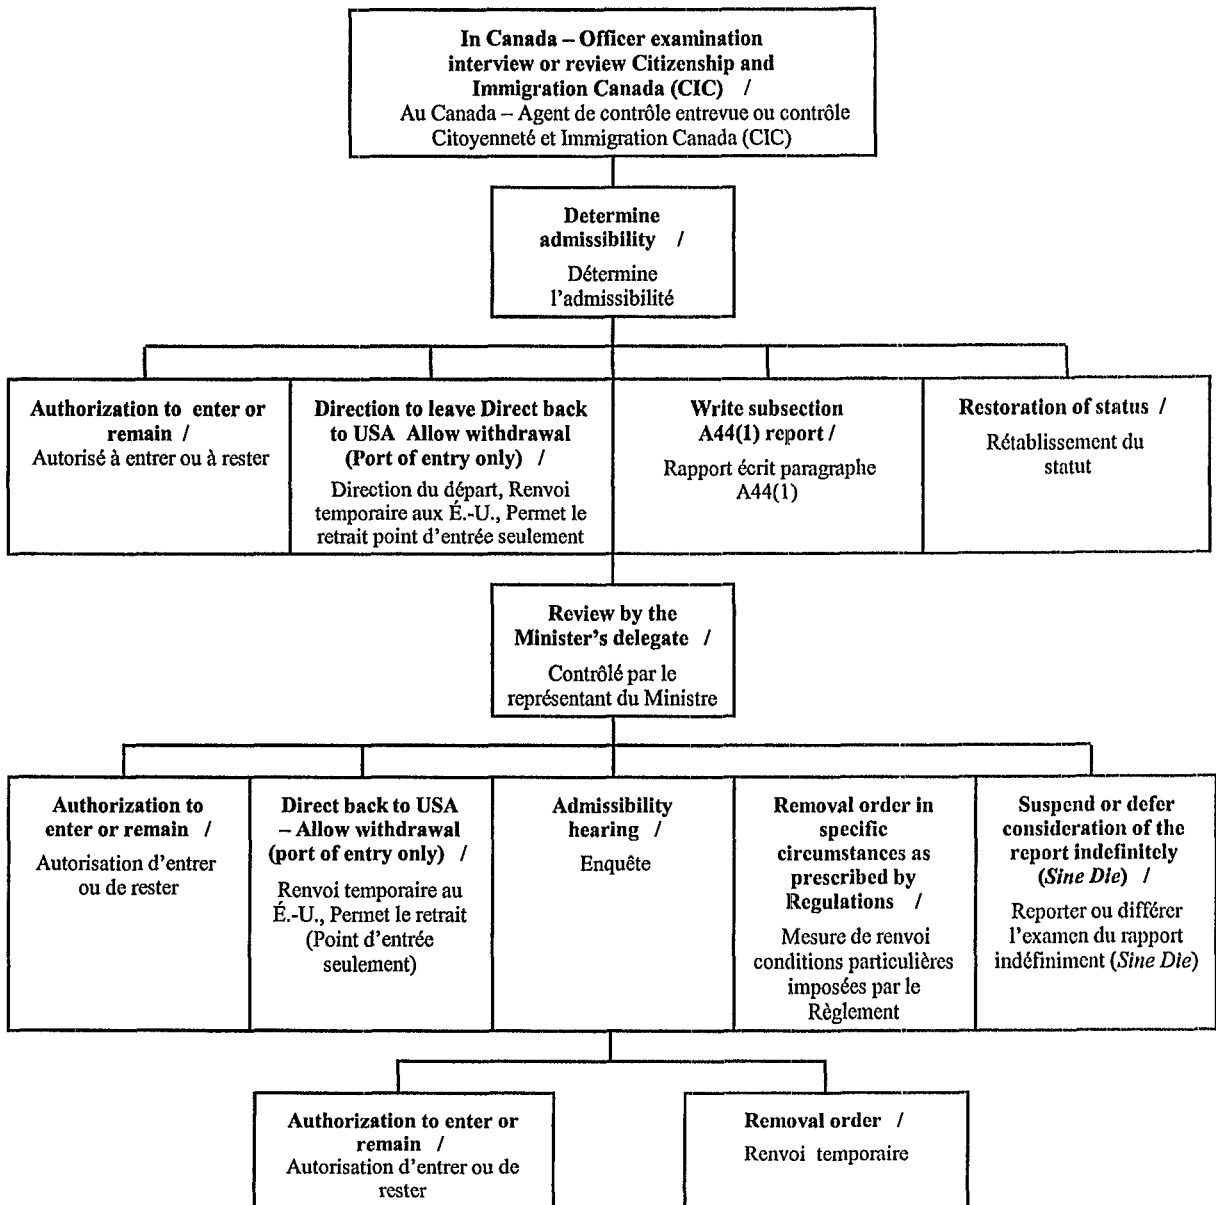 In Canada – Officer examination
interview or review Citizenship and
Immigration Canada (CIC) /
Au Canada – Agent de contrôle entrevue ou contrôle
Citoyenneté et Immigration Canada (CIC)
Determine
admissibility /
Détermine
l'admissibilité
Authorization to enter or
remain /
Autorisé à entrer ou à rester
Direction to leave Direct back
to USA Allow withdrawal
(Port of entry only) /
Direction du départ, Renvoi
temporaire aux É.-U., Permet le
retrait point d'entrée seulement
Write subsection
A44(1) report /
Rapport écrit paragraphe
A44(1)
Restoration of status /
Rétablissement du
statut
Review by the
Minister's delegate /
Contrôlé par le
représentant du Ministre
Authorization to
enter or remain /
Autorisation d'entrer
ou de rester
Direct back to USA
– Allow withdrawal
(port of entry only) /
Renvoi temporaire au
É.-U., Permet le retrait
(Point d'entrée
seulement)
Admissibility
hearing /
Enquête
Removal order in
specific
circumstances as
prescribed by
Regulations /
Mesure de renvoi
conditions particulières
imposées par le
Règlement
Suspend or defer
consideration of the
report indefinitely
(Sine Die) /
Reporter ou différer
l'examen du rapport
indéfiniment (Sine Die)
Authorization to enter or
remain /
Autorisation d'entrer ou de
rester
Removal order /
Renvoi temporaire